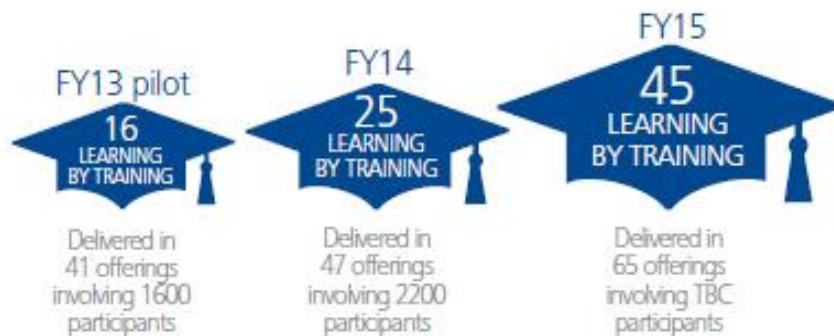 FY13 pilot
16
LEARNING
BY TRAINING
Delivered in
41 offerings
involving 1600
participants
FY14
25
LEARNING
BY TRAINING
Delivered in
47 offerings
involving 2200
participants
FY15
45
LEARNING
BY TRAINING
Delivered in
65 offerings
involving TBC
participants